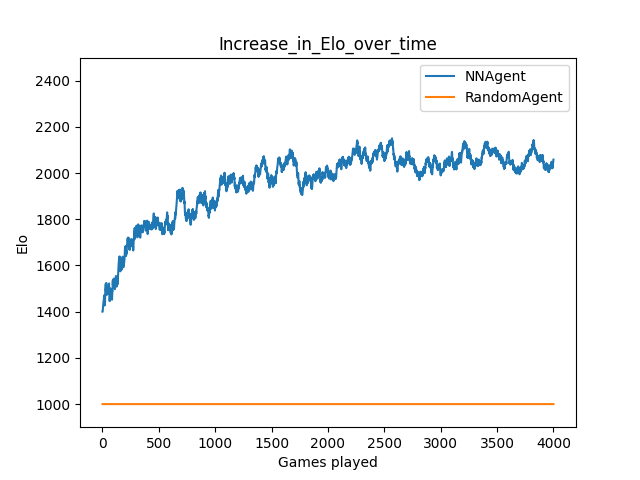 Increase_in_Elo_over_time
NNAgent
RandomAgent
2400
2200
2000
1800
1600
1400
1200
1000
Elo
0 500 1000 1500 2000 2500 3000 3500 4000
Games played